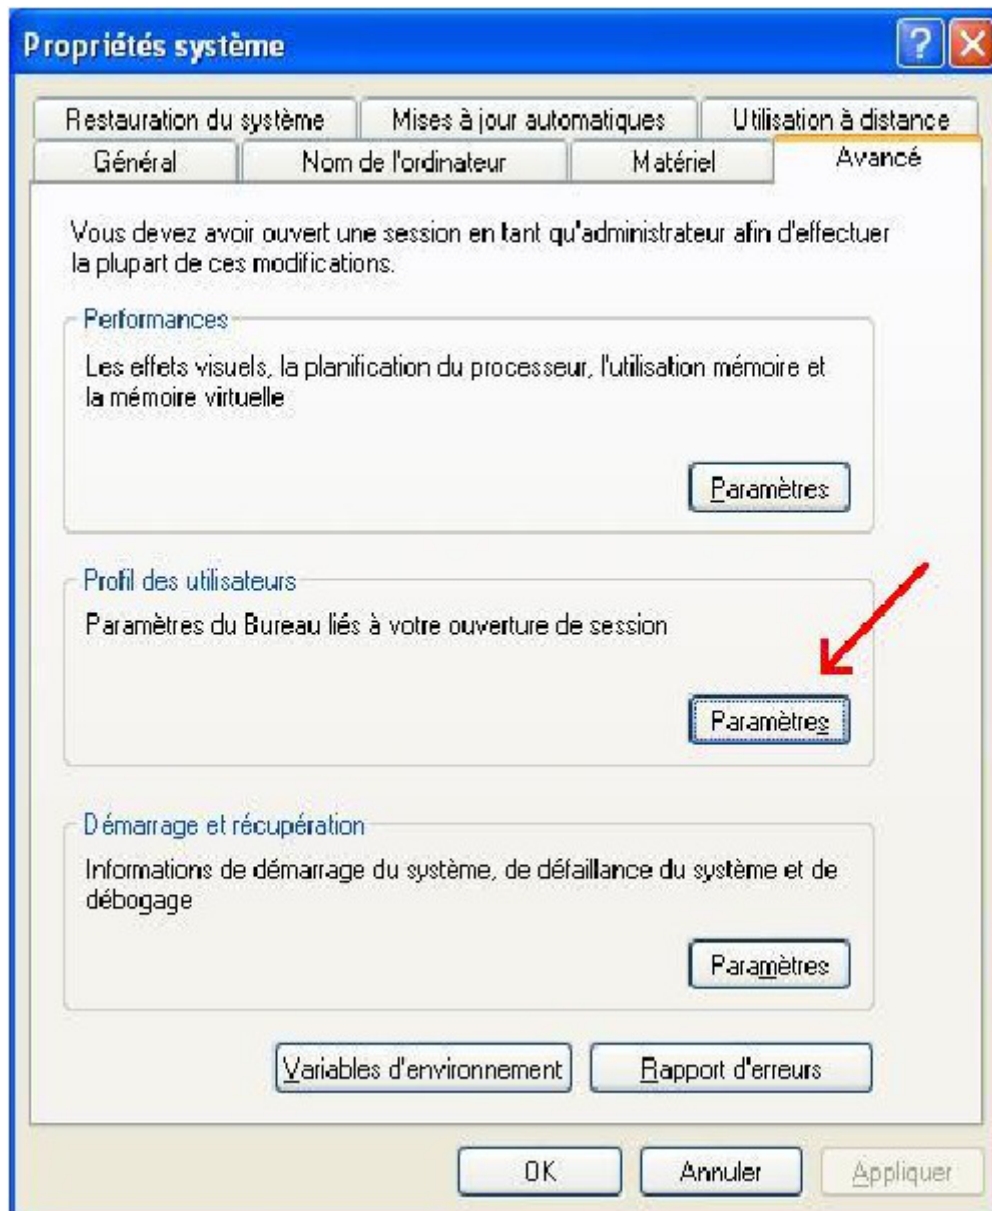 Propriétés système
Restauration du système
Mises à jour automatiques
Utilisation à distance
Général
Nom de l'ordinateur
Matériel
Avancé
Vous devez avoir ouvert une session en tant qu'administrateur afin d'effectuer
la plupart de ces modifications.
Performances
Les effets visuels, la planification du processeur, l'utilisation mémoire et
la mémoire virtuelle
Paramètres
Profil des utilisateurs
Paramètres du Bureau liés à votre ouverture de session
Paramètres
Démarrage et récupération
Informations de démarrage du système, de défaillance du système et de
débogage
Paramètres
Variables d'environnement
Rapport d'erreurs
OK
Annuler
Appliquer